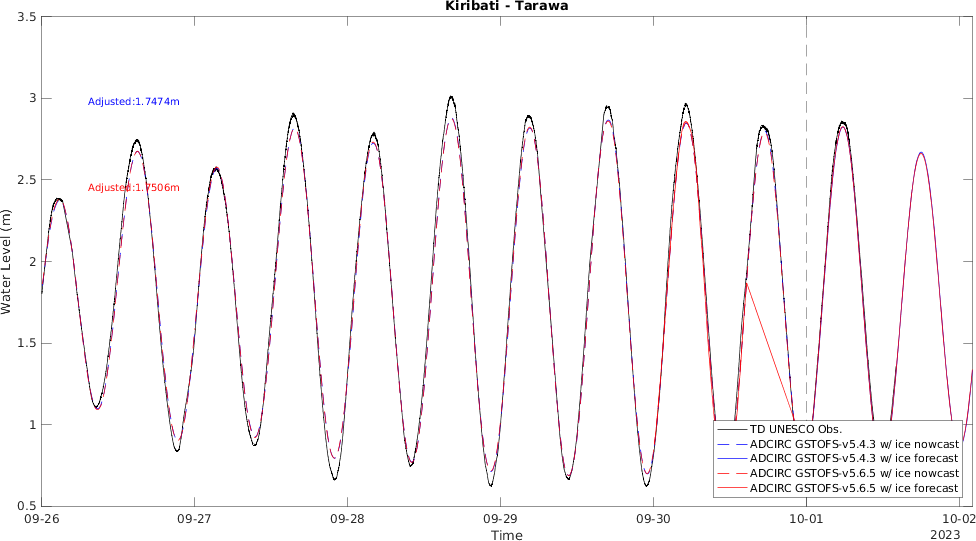 Kiribati - Tarawa
3.5
3
2.5
2
1.5
1
0.5
Water Level (m)
Adjusted:1.7474m
Adjusted:1.7506m
TD UNESCO Obs.
ADCIRC GSTOFS-v5.4.3 w/ ice nowcast
ADCIRC GSTOFS-v5.4.3 w/ ice forecast
ADCIRC GSTOFS-v5.6.5 w/ ice nowcast
ADCIRC GSTOFS-v5.6.5 w/ ice forecast
09-26 09-27 09-28 09-29 09-30 10-01 10-02
Time
2023